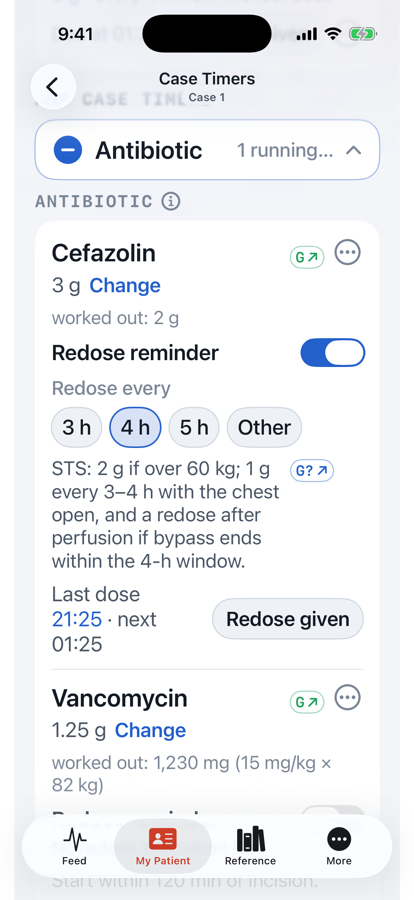 9:41
Case Timers
Case 1
Antibiotic
1 running...
ANTIBIOTIC
Cefazolin
G↗
3 g Change
worked out: 2 g
Redose reminder
Redose every
3 h
4 h
5 h
Other
STS: 2 g if over 60 kg; 1 g
G? ↗
every 3–4 h with the chest
open, and a redose after
perfusion if bypass ends
within the 4-h window.
Last dose
21:25 · next
01:25
Redose given
Vancomycin
G↗
1.25 g Change
worked out: 1,230 mg (15 mg/kg ×
82 kg)
Feed
My Patient
Reference
More
Start within 120 min of incision.